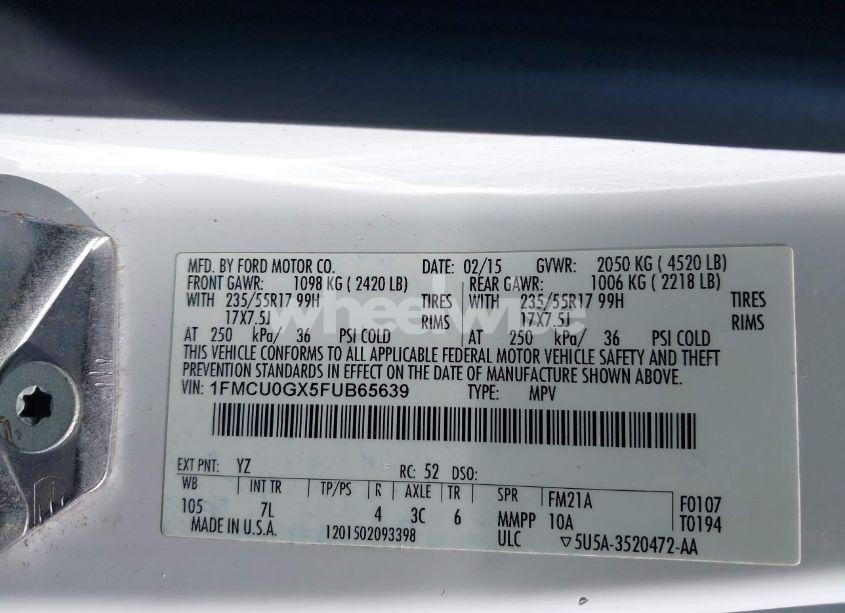 MFD. BY FORD MOTOR CO. DATE: 02/15 GVWR: 2050 KG ( 4520 LB)
FRONT GAWR: 1098 KG ( 2420 LB) REAR GAWR: 1006 KG ( 2218 LB)
WITH 235/55R17 99H TIRES WITH 235/55R17 99H TIRES
17X7.5J RIMS 17X7.5J RIMS
AT 250 kPa/ 36 PSI COLD AT 250 kPa/ 36 PSI COLD
THIS VEHICLE CONFORMS TO ALL APPLICABLE FEDERAL MOTOR VEHICLE SAFETY AND THEFT
PREVENTION STANDARDS IN EFFECT ON THE DATE OF MANUFACTURE SHOWN ABOVE.
VIN: 1FMCU0GX5FUB65639 TYPE: MPV
EXT PNT: YZ RC: 52 DSO:
WB INT TR TP/PS R AXLE TR SPR FM21A F0107
105 7L 4 3C 6 MMPP 10A T0194
MADE IN U.S.A. 1201502093398 ULC ▽5U5A-3520472-AA
wheelwise